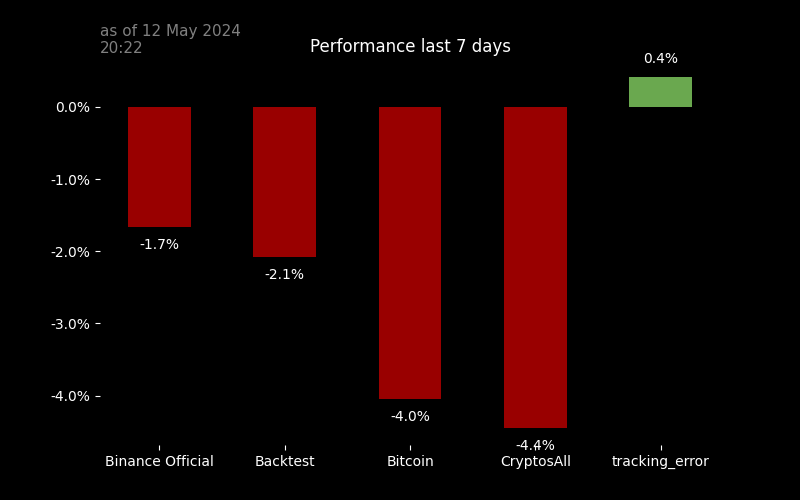 as of 12 May 2024
20:22
Performance last 7 days
0.4%
0.0%
-1.0%
-2.0%
-3.0%
-4.0%
-1.7%
-2.1%
-4.0%
-4.4%
Binance Official
Backtest
Bitcoin
CryptosAll
tracking_error